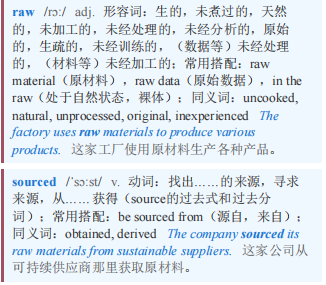 raw /rɔː/ adj. 形容词：生的，未煮过的，天然
的，未加工的，未经处理的，未经分析的，原始
的，生疏的，未经训练的，（数据等）未经处理
的，（材料等）未经加工的；常用搭配：raw
material（原材料），raw data（原始数据），in the
raw（处于自然状态，裸体）；同义词：uncooked,
natural, unprocessed, original, inexperienced The
factory uses raw materials to produce various
products. 这家工厂使用原材料生产各种产品。
sourced /ˈsɔːst/ v. 动词：找出……的来源，寻求
来源，从……获得（source的过去式和过去分
词）；常用搭配：be sourced from（源自，来自）；
同义词：obtained, derived The company sourced its
raw materials from sustainable suppliers. 这家公司从
可持续供应商那里获取原材料。